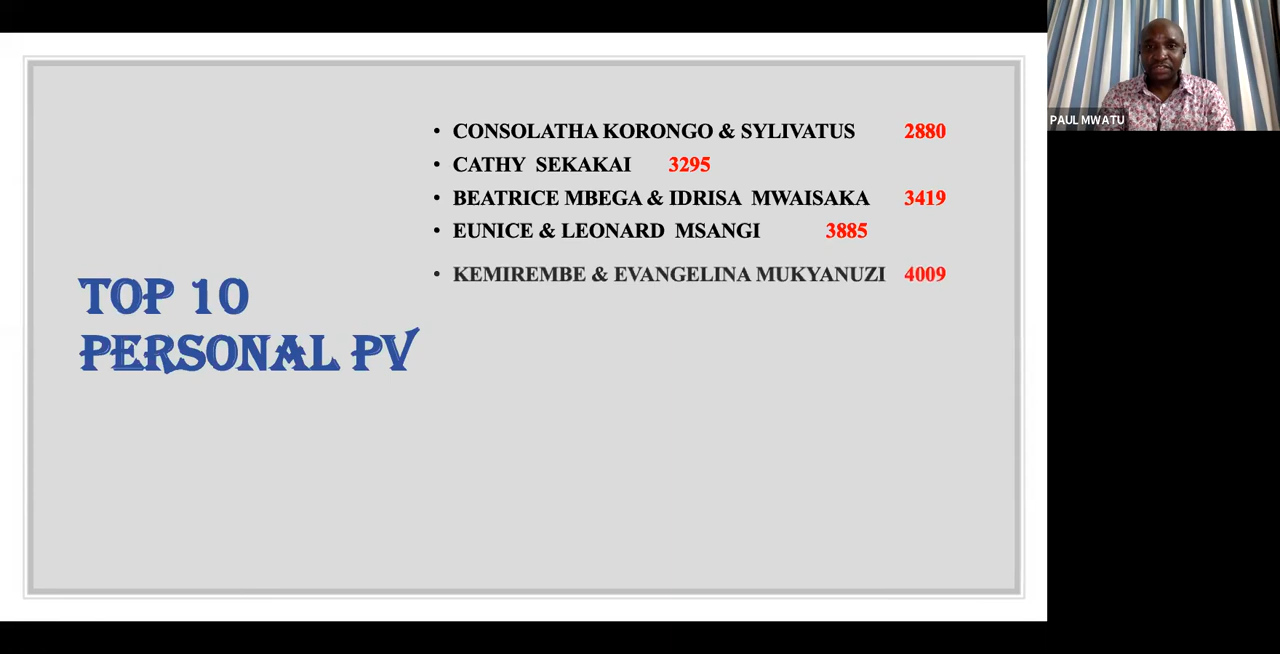 CONSOLATHA KORONGO & SYLIVATUS 2880
CATHY SEKAKAI 3295
BEATRICE MBEGA & IDRISA MWAISAKA 3419
EUNICE & LEONARD MSANGI 3885
KEMIREMBE & EVANGELINA MUKYANUZI 4009
TOP 10
PERSONAL PV
PAUL MWATU